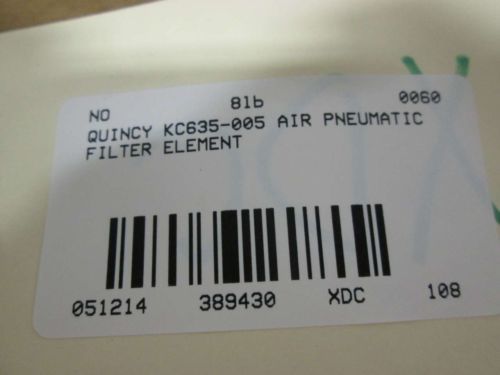 NO 81b 0060
QUINCY KC635-005 AIR PNEUMATIC
FILTER ELEMENT
051214 389430 XDC 108